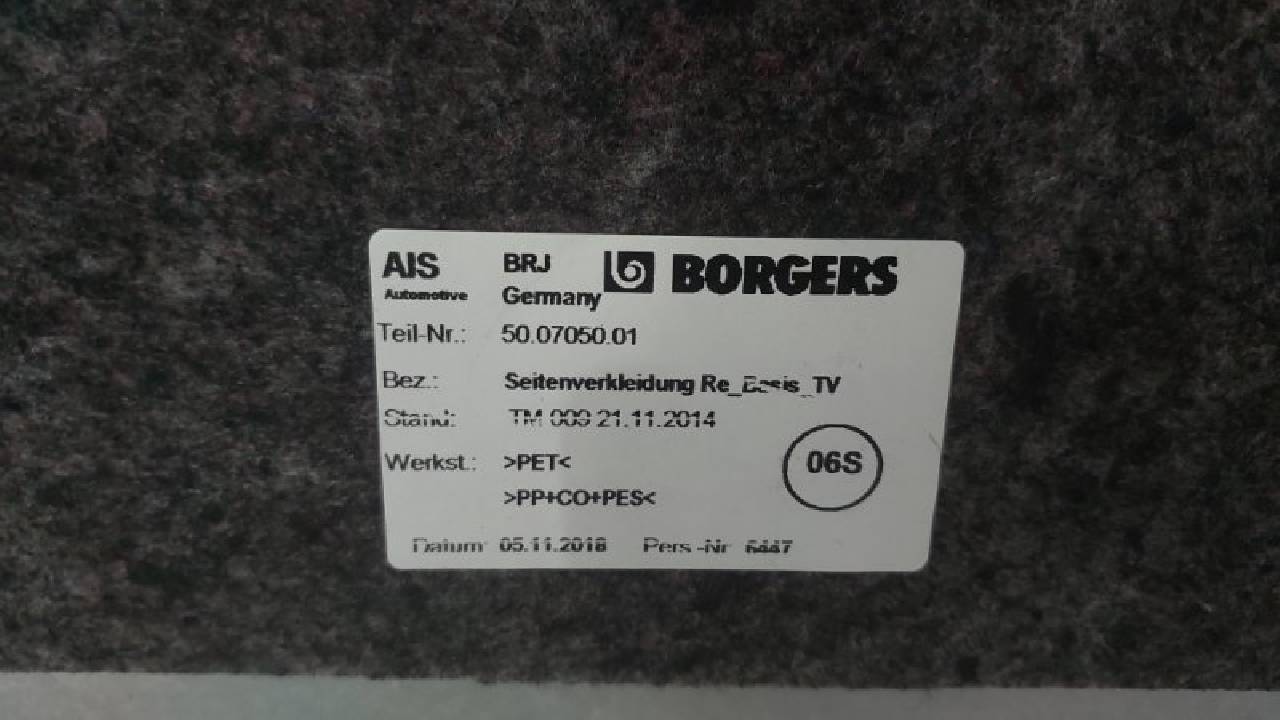 AIS BRJ BORGERS
Automotive Germany
Teil-Nr.: 50.07050.01
Bez.: Seitenverkleidung Re_Basis_TV
Stand: TM 009 21.11.2014
Werkst.: >PET<
06S
>PP+CO+PES<
Datum: 05.11.2018 Pers.-Nr. 6447